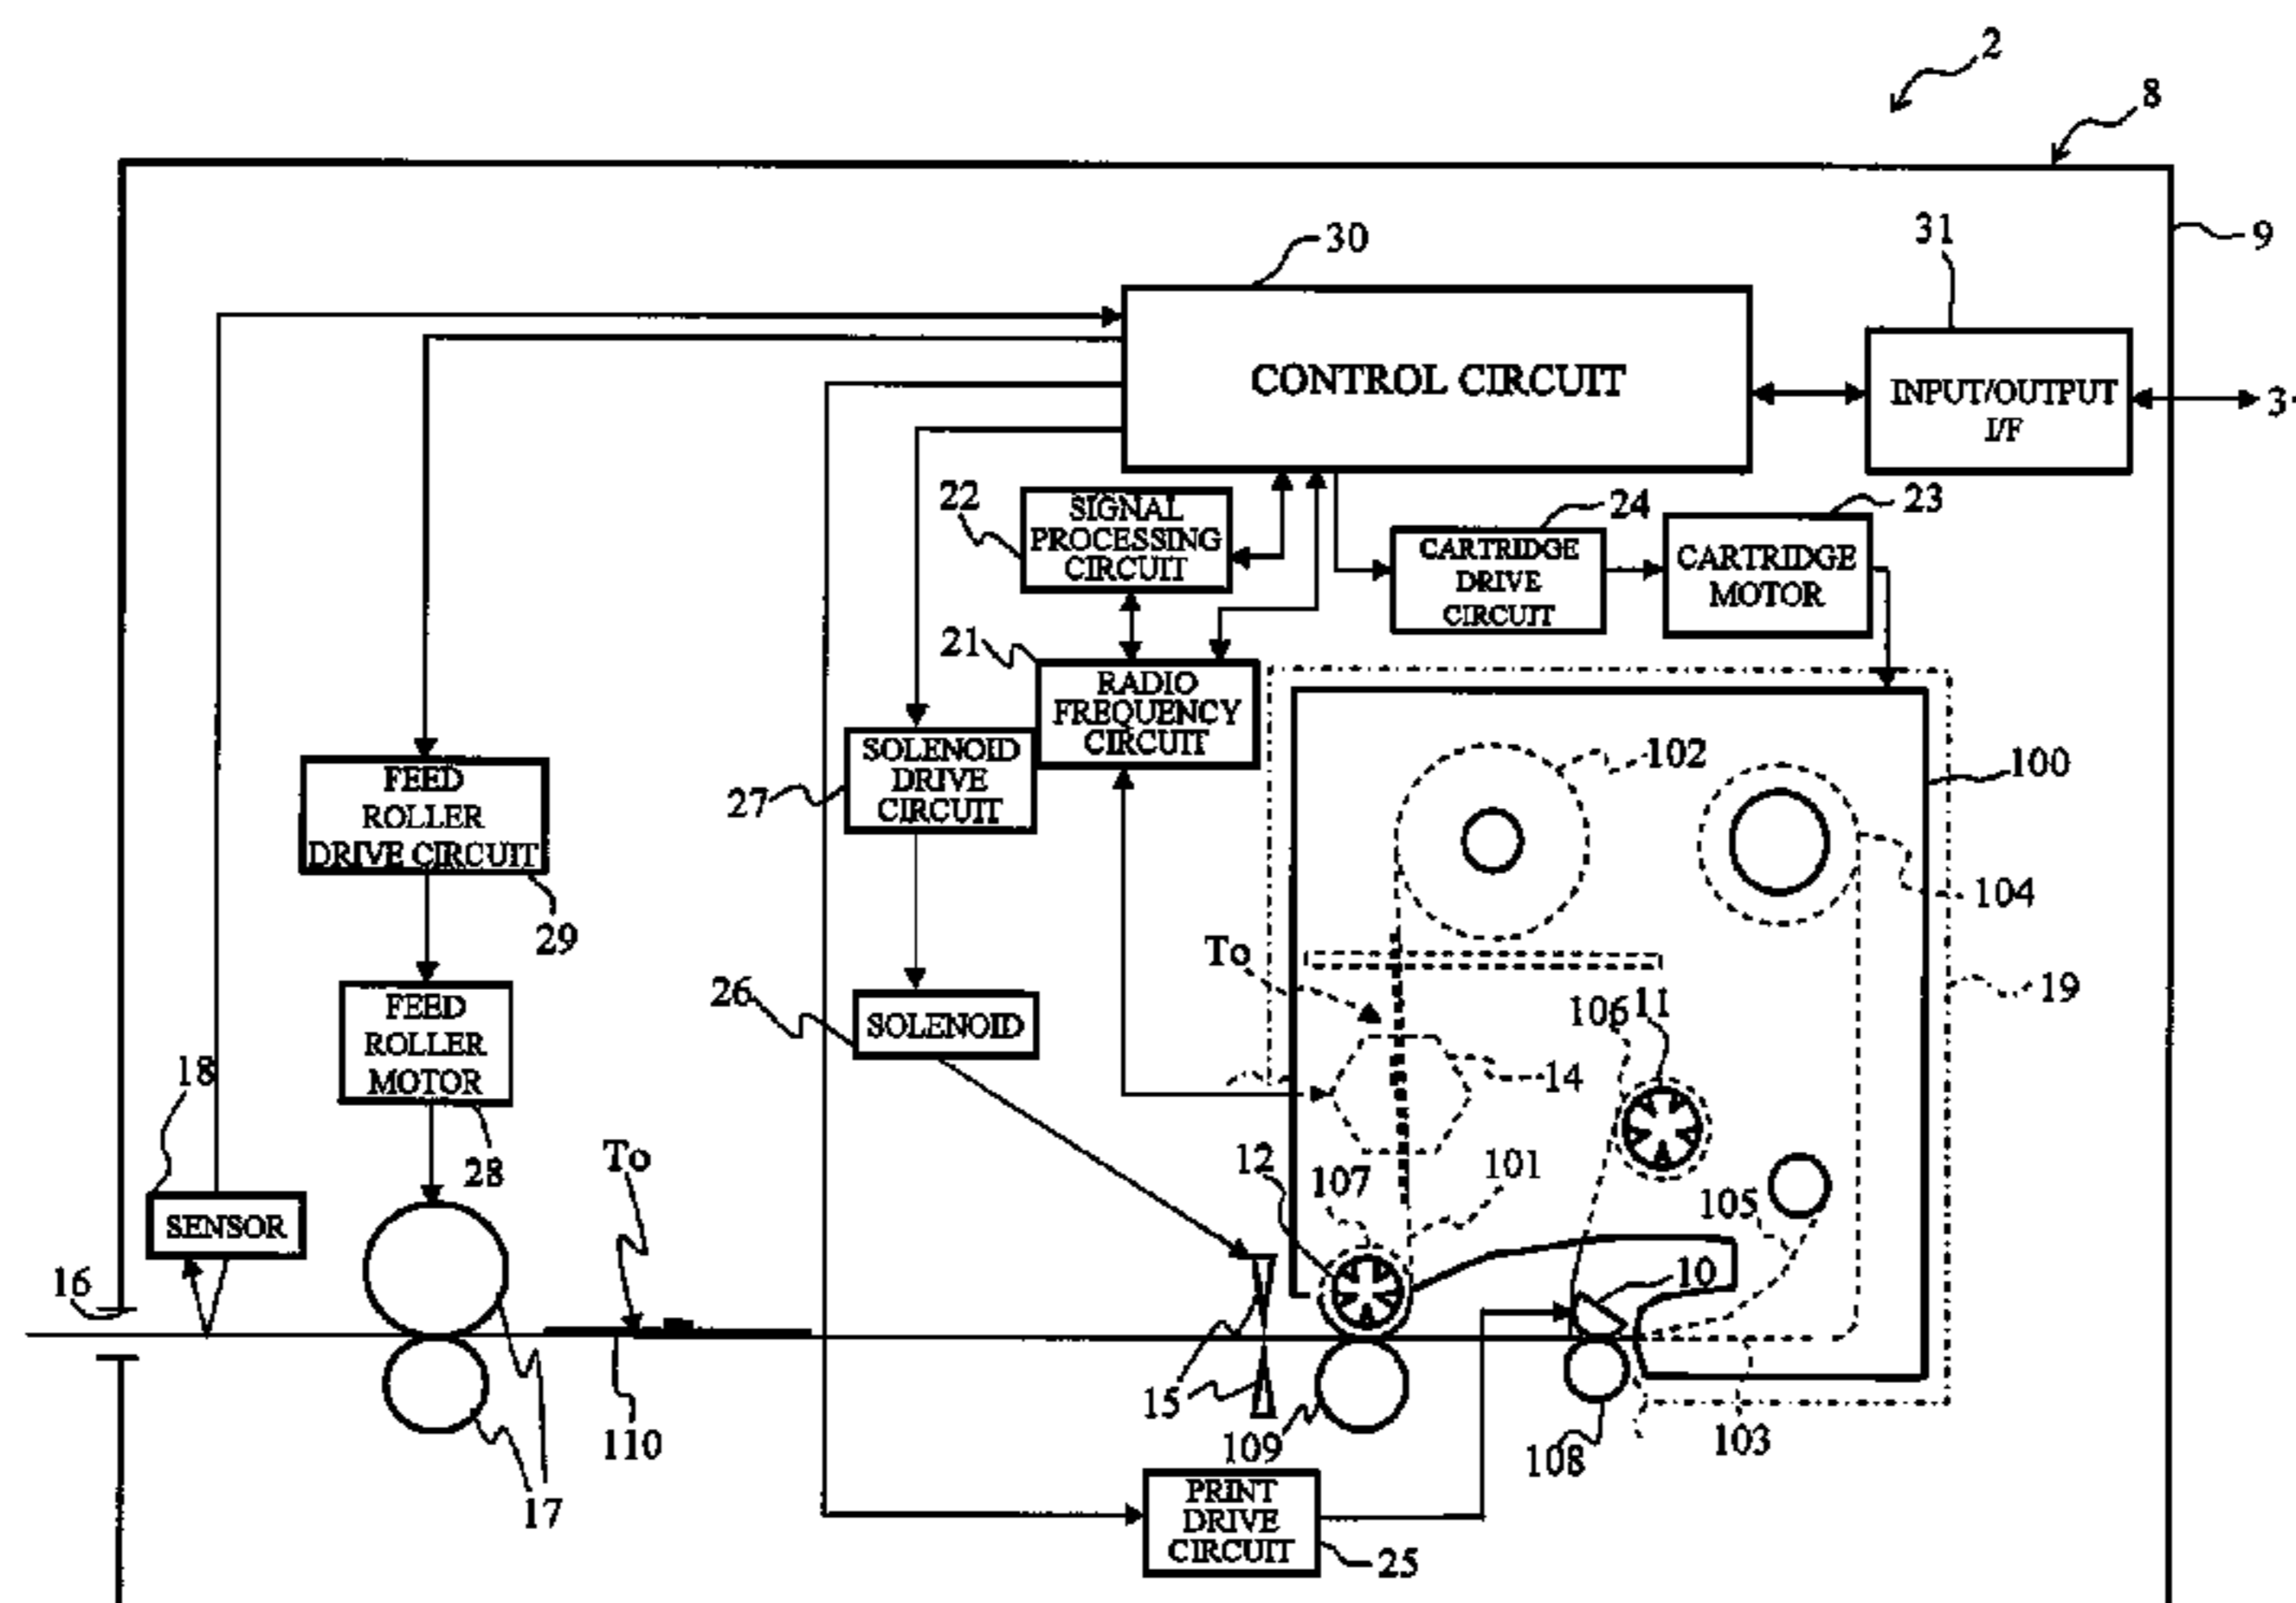 2
8
30
31
9
CONTROL CIRCUIT
INPUT/OUTPUT
I/F
3
22
SIGNAL
PROCESSING
CIRCUIT
24
23
CARTRIDGE
DRIVE
CIRCUIT
CARTRIDGE
MOTOR
21
RADIO
FREQUENCY
CIRCUIT
FEED
ROLLER
DRIVE CIRCUIT
27
SOLENOID
DRIVE
CIRCUIT
102
100
104
29
To
FEED
ROLLER
MOTOR
26
SOLENOID
106
11
19
18
14
28
To
12
107
101
105
SENSOR
16
10
15
110
109
108
103
17
PRINT
DRIVE
CIRCUIT
25